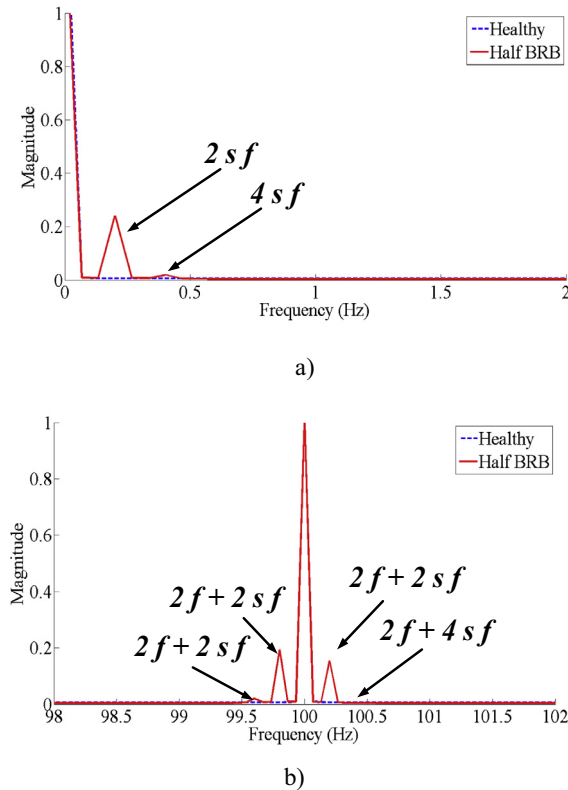 1
0.8
0.6
0.4
0.2
0
Magnitude
Healthy
Half BRB
2 s f
4 s f
0 0.5 1 1.5 2
Frequency (Hz)
a)
1
0.8
0.6
0.4
0.2
0
Magnitude
Healthy
Half BRB
2 f + 2 s f
2 f + 2 s f
2 f + 2 s f
2 f + 4 s f
98 98.5 99 99.5 100 100.5 101 101.5 102
Frequency (Hz)
b)